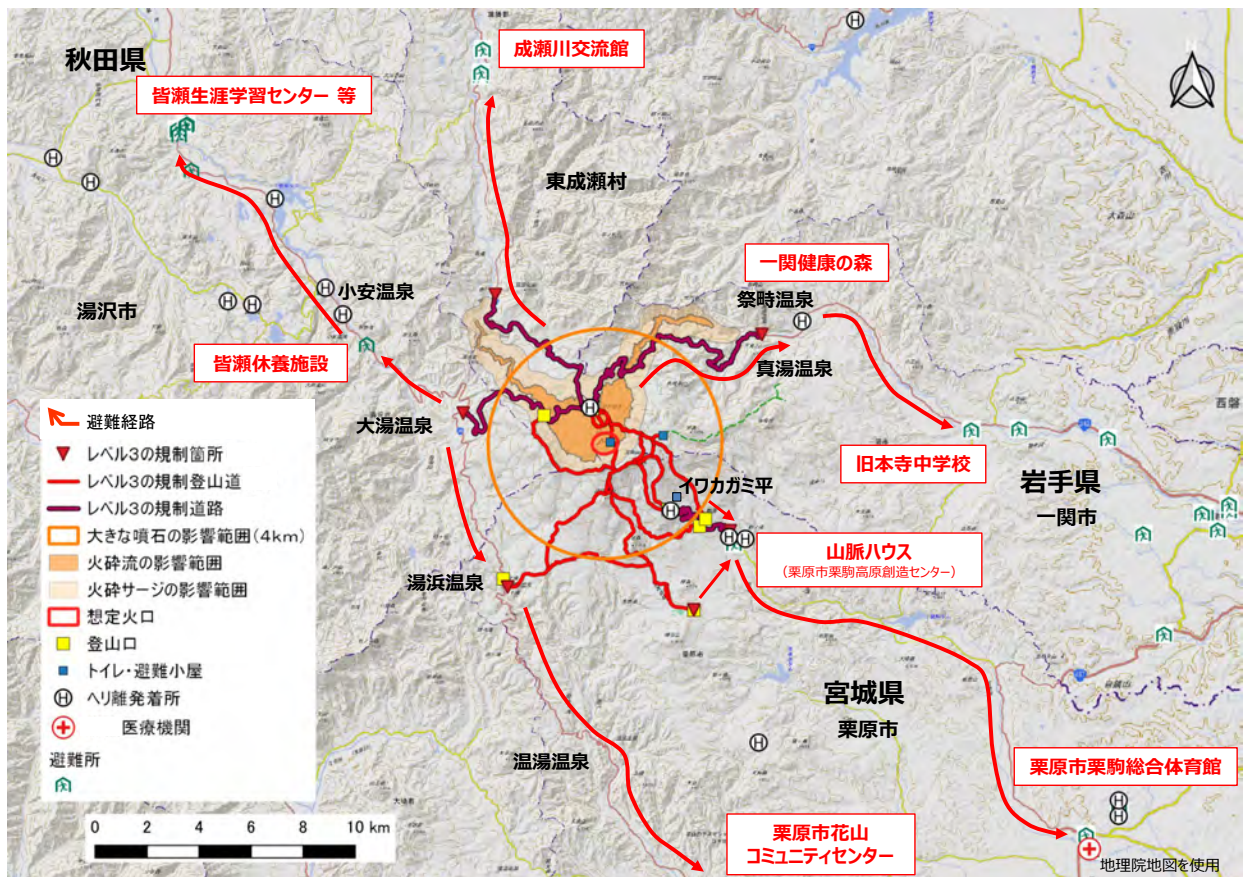 秋田県
成瀬川交流館
皆瀬生涯学習センター 等
東成瀬村
一関健康の森
祭畤温泉
小安温泉
湯沢市
皆瀬休養施設
真湯温泉
大湯温泉
旧本寺中学校
岩手県
一関市
イワカガミ平
山脈ハウス
(栗原市栗駒高原創造センター)
湯浜温泉
宮城県
栗原市
温湯温泉
栗原市栗駒総合体育館
栗原市花山
コミュニティセンター
避難経路
レベル3の規制箇所
レベル3の規制登山道
レベル3の規制道路
大きな噴石の影響範囲(4km)
火砕流の影響範囲
火砕サージの影響範囲
想定火口
登山口
トイレ・避難小屋
ヘリ離発着所
医療機関
避難所
0 2 4 6 8 10 km
地理院地図を使用